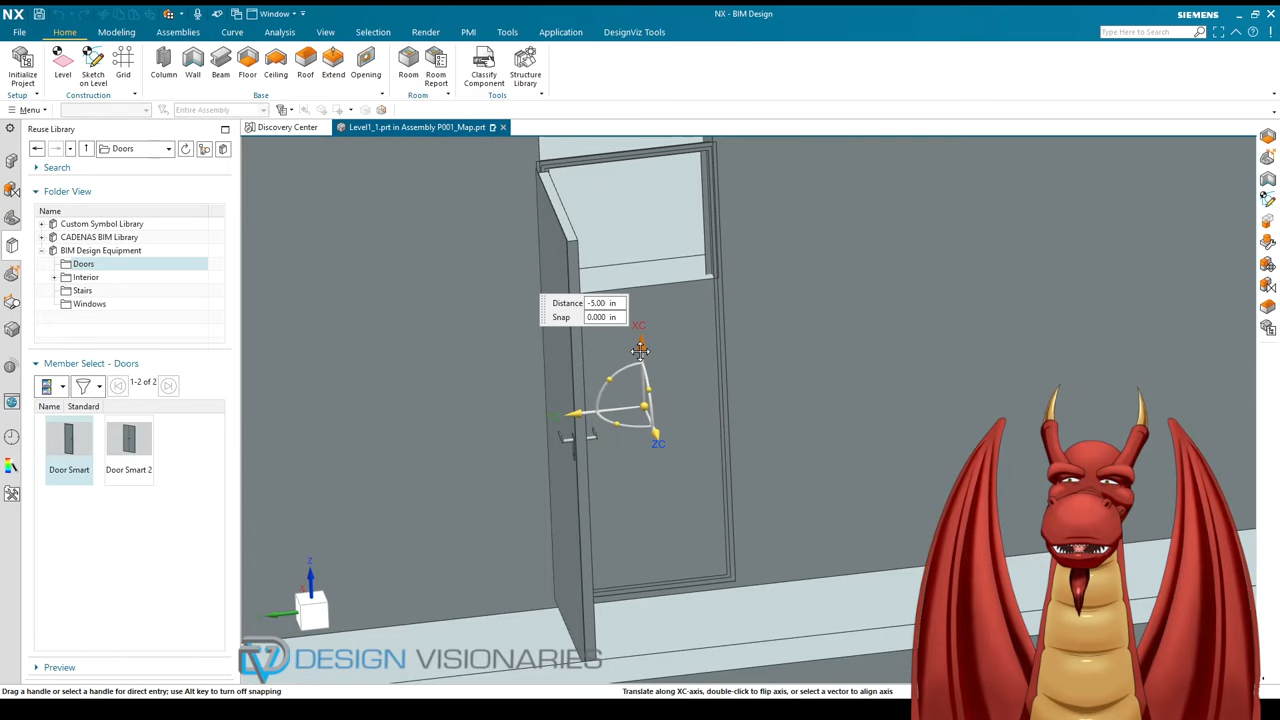 NX
Window
NX - BIM Design
SIEMENS
File Home Modeling Assemblies Curve Analysis Selection Render PMI Tools Application DesignViz Tools
View
Type Here to Search
Initialize Project
Level
Sketch on Level
Grid
Column
Wall
Beam
Floor
Ceiling
Roof
Extend
Opening
Room
Room Report
Classify Component
Structure Library
Setup
Construction
Base
Room
Tools
Menu
Entire Assembly
Reuse Library
Discovery Center
Level1_1.prt in Assembly P001_Map.prt
Doors
Search
Folder View
Name
Custom Symbol Library
CADENAS BIM Library
BIM Design Equipment
Doors
Interior
Stairs
Windows
Distance -5.00 in
Snap 0.000 in
XC
ZC
Member Select - Doors
1-2 of 2
Name Standard
Door Smart
Door Smart 2
z
Preview
DESIGN VISIONARIES
Drag a handle or select a handle for direct entry; use Alt key to turn off snapping
Translate along XC-axis, double-click to flip axis, or select a vector to align axis